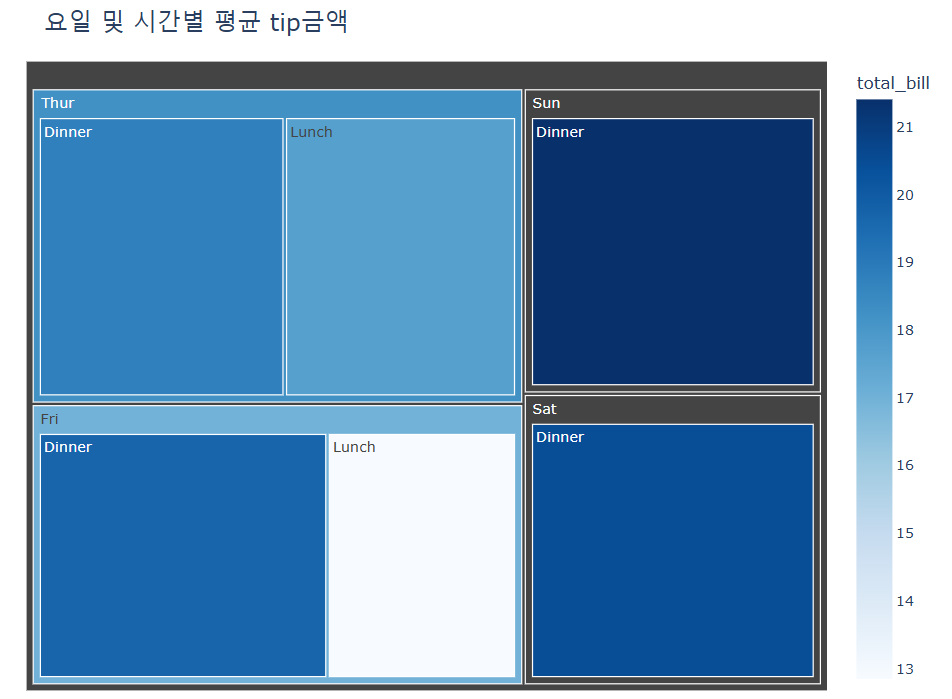 요일 및 시간별 평균 tip금액
Thur
Dinner
Lunch
Fri
Dinner
Lunch
Sun
Dinner
Sat
Dinner
total_bill
21
20
19
18
17
16
15
14
13